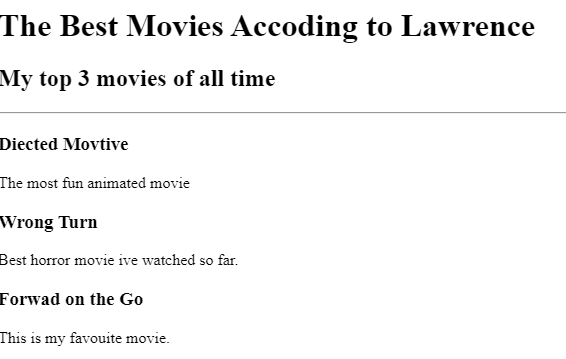 The Best Movies Accoding to Lawrence
My top 3 movies of all time
Diected Movtive
The most fun animated movie
Wrong Turn
Best horror movie ive watched so far.
Forwad on the Go
This is my favouite movie.